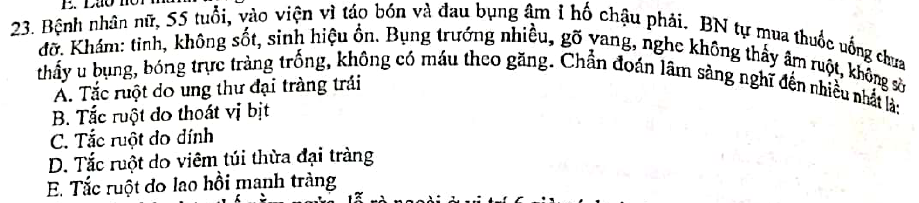 23. Bệnh nhân nữ, 55 tuổi, vào viện vì táo bón và đau bụng âm ỉ hố chậu phải. BN tự mua thuốc uống chưa
đỡ. Khám: tỉnh, không sốt, sinh hiệu ổn. Bụng trướng nhiều, gõ vang, nghe không thấy âm ruột, không sờ
thấy u bụng, bóng trực tràng trống, không có máu theo găng. Chẩn đoán lâm sàng nghĩ đến nhiều nhất là:
A. Tắc ruột do ung thư đại tràng trái
B. Tắc ruột do thoát vị bịt
C. Tắc ruột do dính
D. Tắc ruột do viêm túi thừa đại tràng
E. Tắc ruột do lao hồi manh tràng